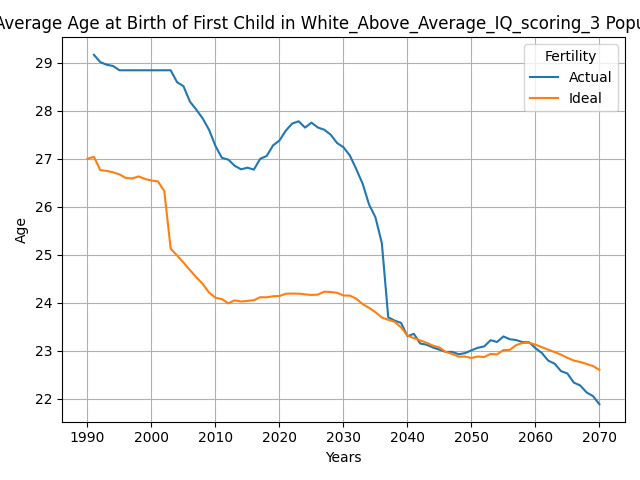 Average Age at Birth of First Child in White_Above_Average_IQ_scoring_3
Fertility
Actual
Ideal
29
28
27
26
25
24
23
22
Age
1990 2000 2010 2020 2030 2040 2050 2060 2070
Years